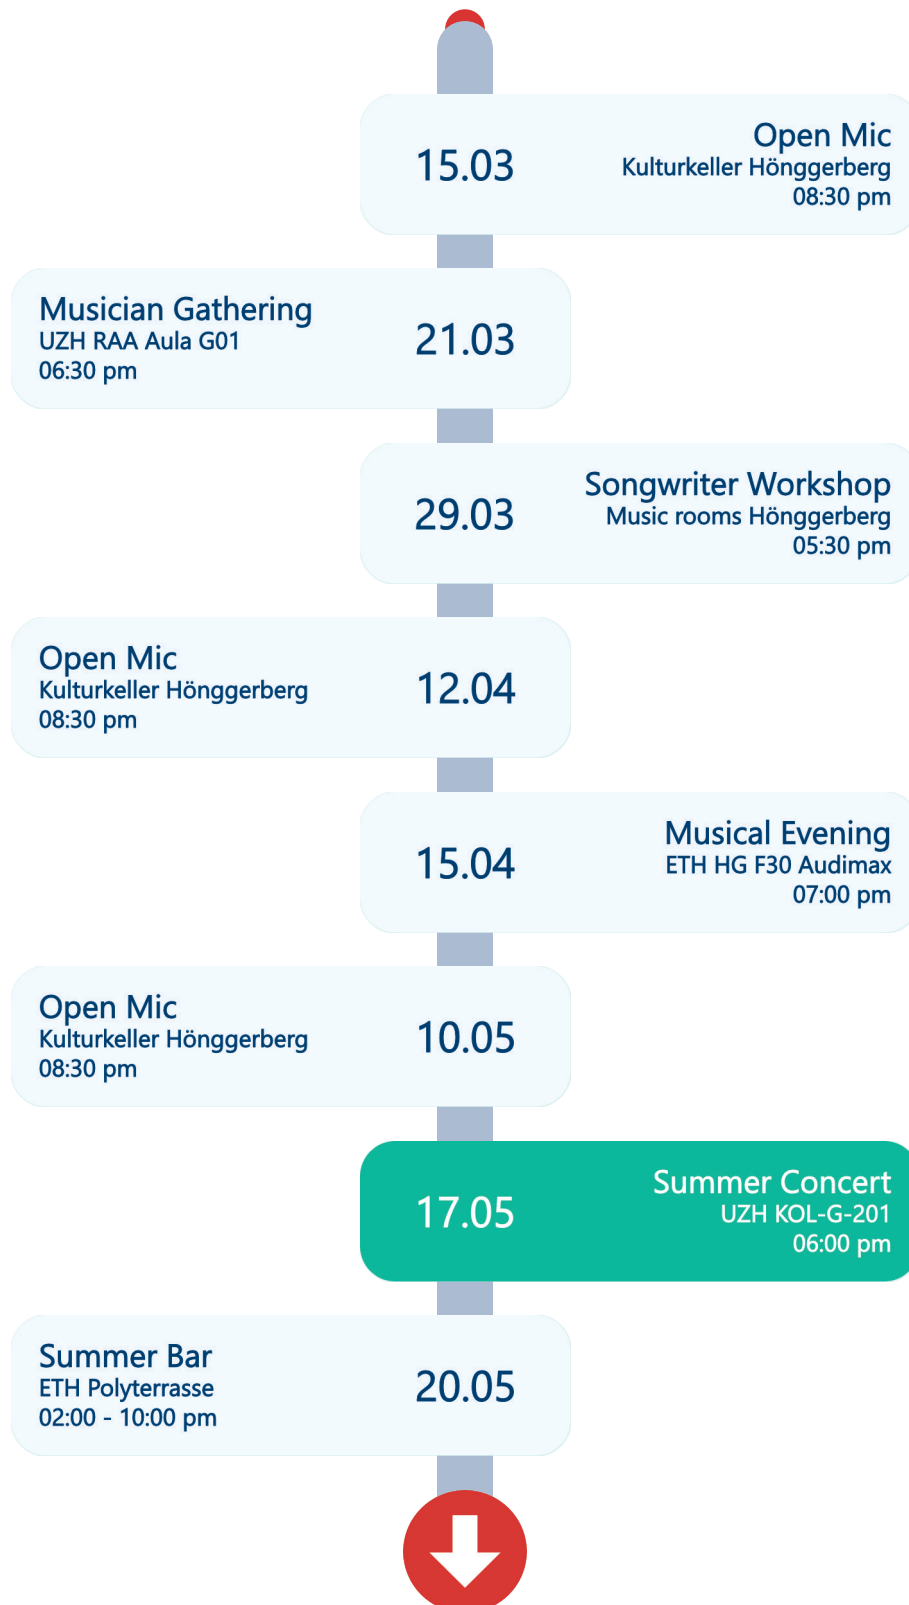 15.03
Open Mic
Kulturkeller Hönggerberg
08:30 pm
Musician Gathering
UZH RAA Aula G01
06:30 pm
21.03
29.03
Songwriter Workshop
Music rooms Hönggerberg
05:30 pm
Open Mic
Kulturkeller Hönggerberg
08:30 pm
12.04
15.04
Musical Evening
ETH HG F30 Audimax
07:00 pm
Open Mic
Kulturkeller Hönggerberg
08:30 pm
10.05
17.05
Summer Concert
UZH KOL-G-201
06:00 pm
Summer Bar
ETH Polyterrasse
02:00 - 10:00 pm
20.05